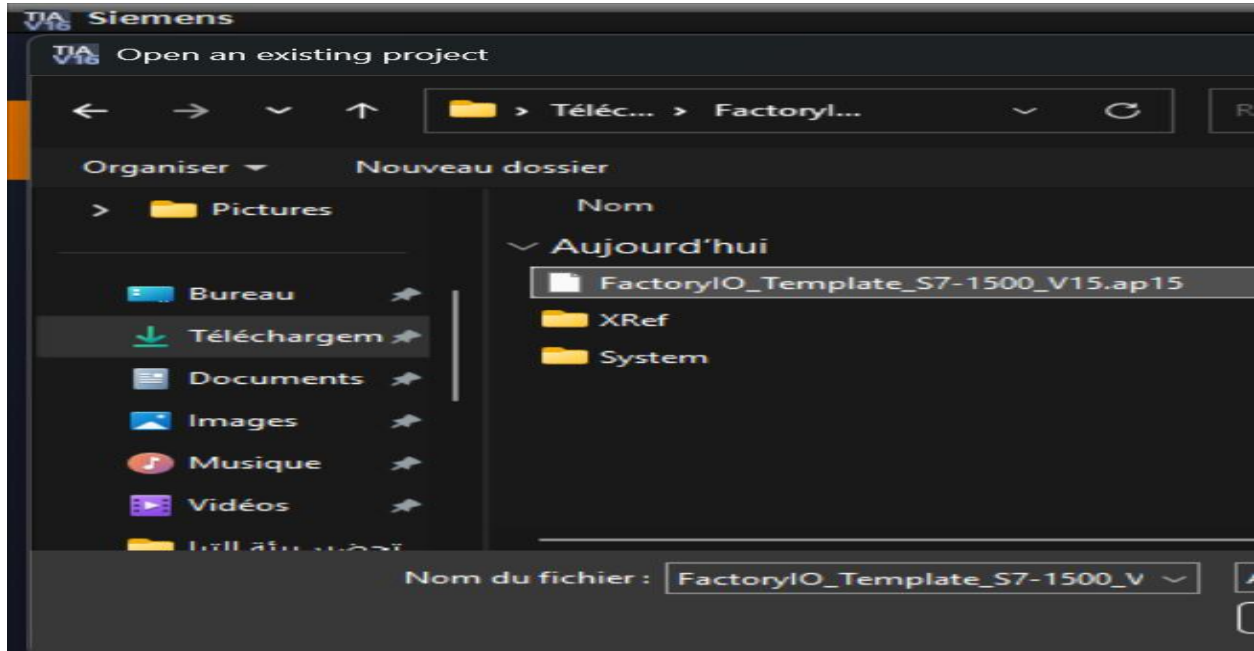 TIA V16 Siemens
TIA V16 Open an existing project
Téléc... > FactoryI...
Organiser Nouveau dossier
Pictures
Nom
Aujourd'hui
FactoryIO_Template_S7-1500_V15.ap15
Bureau
XRef
Téléchargem
System
Documents
Images
Musique
Vidéos
Nom du fichier : FactoryIO_Template_S7-1500_V